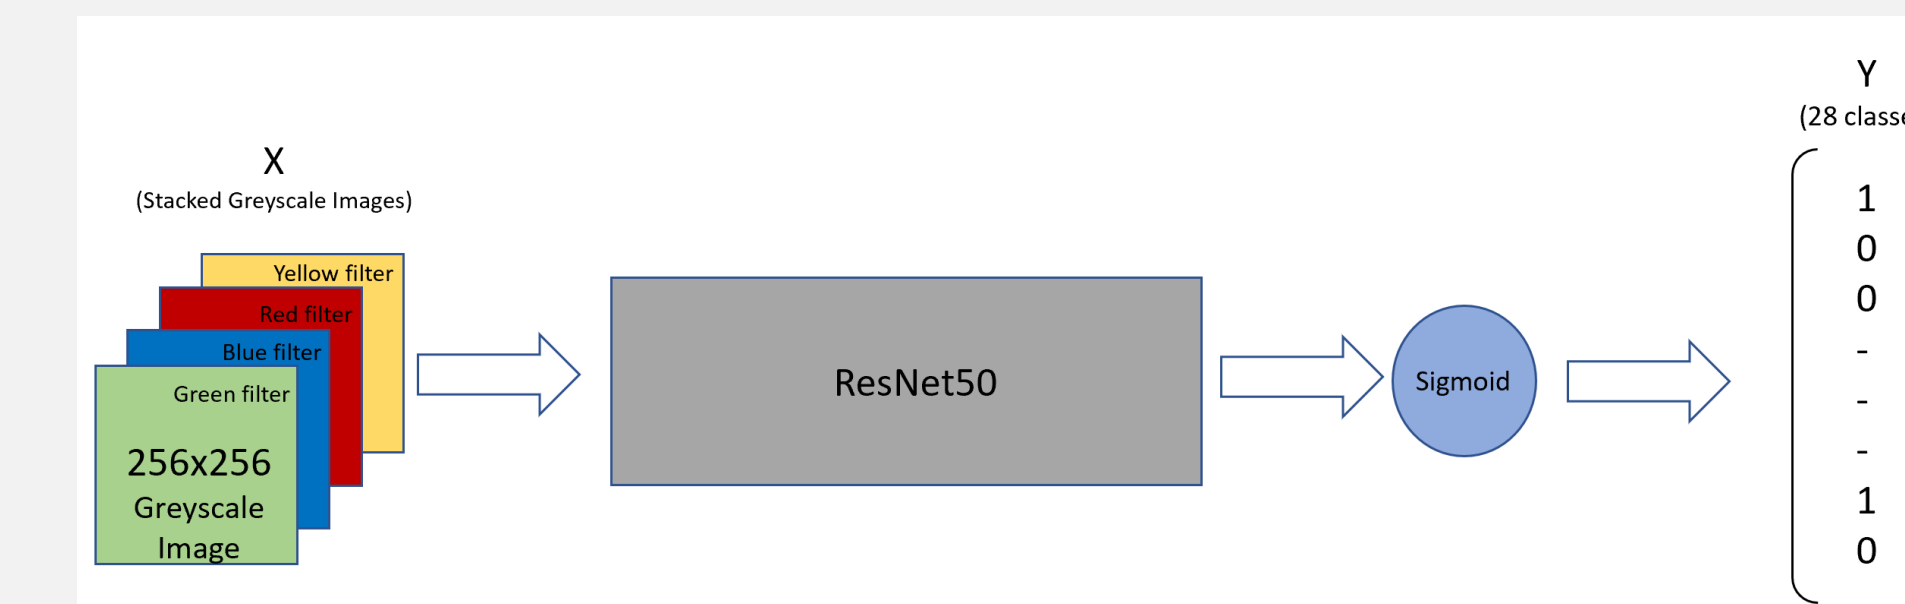 X
(Stacked Greyscale Images)
Yellow filter
Red filter
Blue filter
Green filter
256x256
Greyscale
Image
ResNet50
Sigmoid
Y
(28 classe
1
0
0
-
-
-
1
0